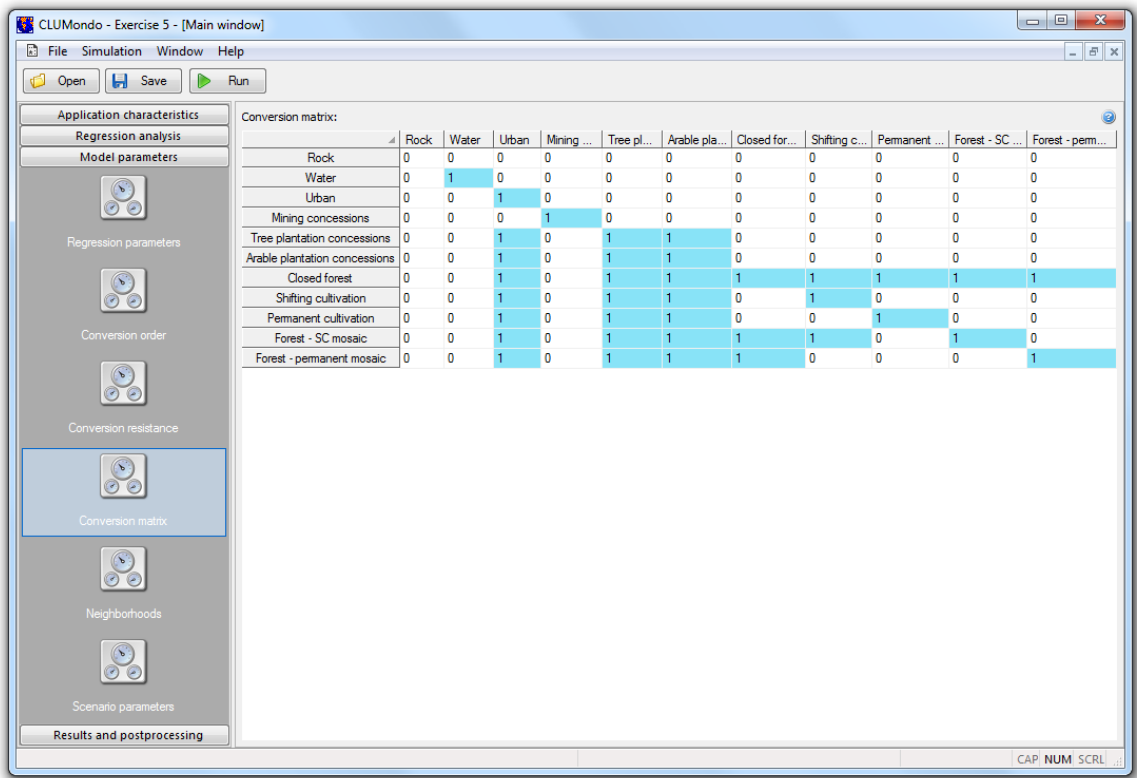 CLUMondo - Exercise 5 - [Main window]
File Simulation Window Help
Open Save Run
Application characteristics
Regression analysis
Model parameters
Regression parameters
Conversion order
Conversion resistance
Conversion matrix
Neighborhoods
Scenario parameters
Results and postprocessing
Conversion matrix:
Rock Water Urban Mining ... Tree pl... Arable pla... Closed for... Shifting c... Permanent ... Forest - SC ... Forest - perm...
Rock 0 0 0 0 0 0 0 0 0 0 0
Water 0 1 0 0 0 0 0 0 0 0 0
Urban 0 0 1 0 0 0 0 0 0 0 0
Mining concessions 0 0 0 1 0 0 0 0 0 0 0
Tree plantation concessions 0 0 1 0 1 1 0 0 0 0 0
Arable plantation concessions 0 0 1 0 1 1 0 0 0 0 0
Closed forest 0 0 1 0 1 1 1 1 1 1 1
Shifting cultivation 0 0 1 0 1 1 0 1 0 0 0
Permanent cultivation 0 0 1 0 1 1 0 0 1 0 0
Forest - SC mosaic 0 0 1 0 1 1 1 1 0 1 0
Forest - permanent mosaic 0 0 1 0 1 1 1 0 0 0 1
CAP NUM SCRL